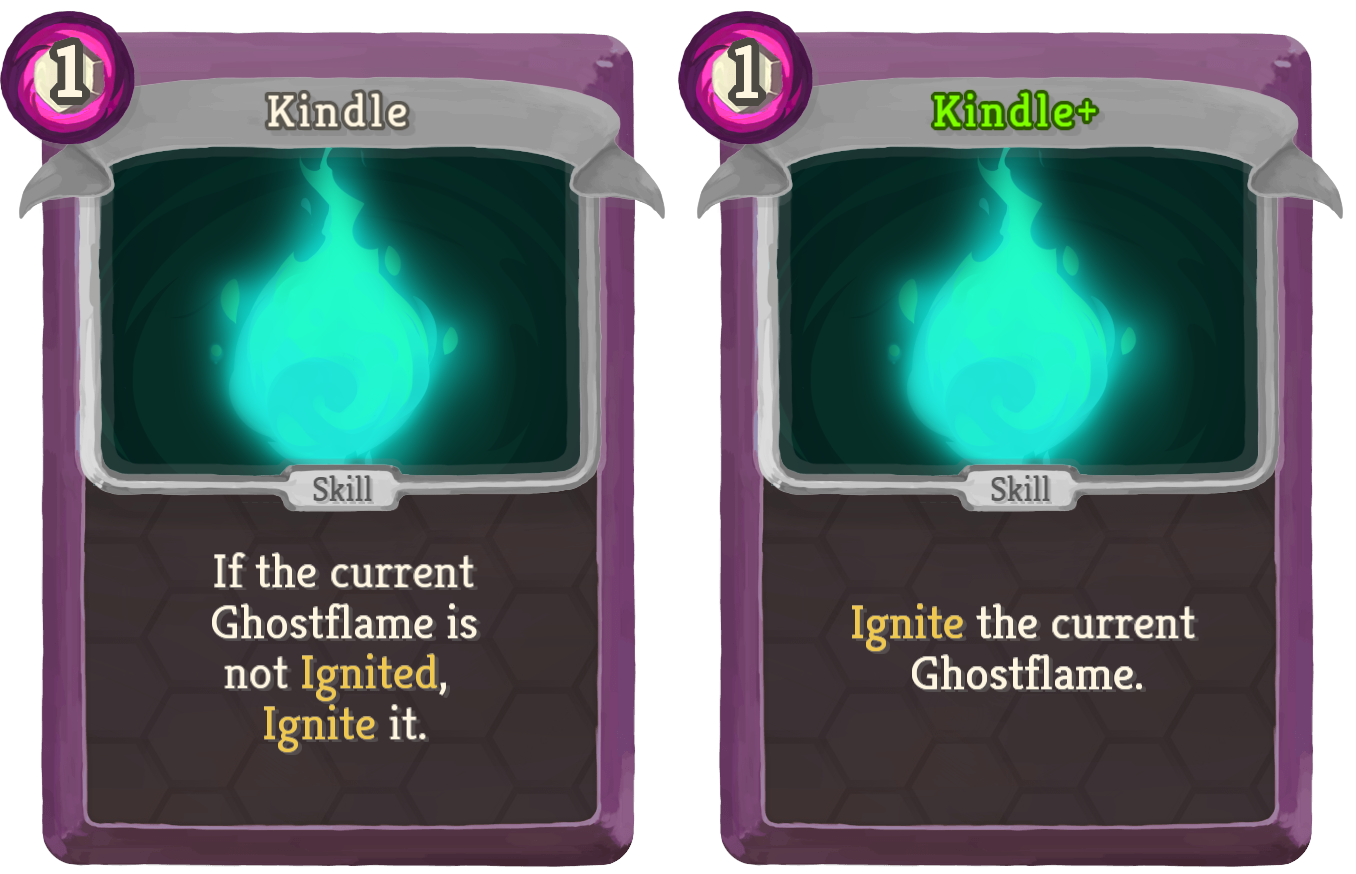 1
Kindle
Skill
If the current
Ghostflame is
not Ignited,
Ignite it.
1
Kindle+
Skill
Ignite the current
Ghostflame.